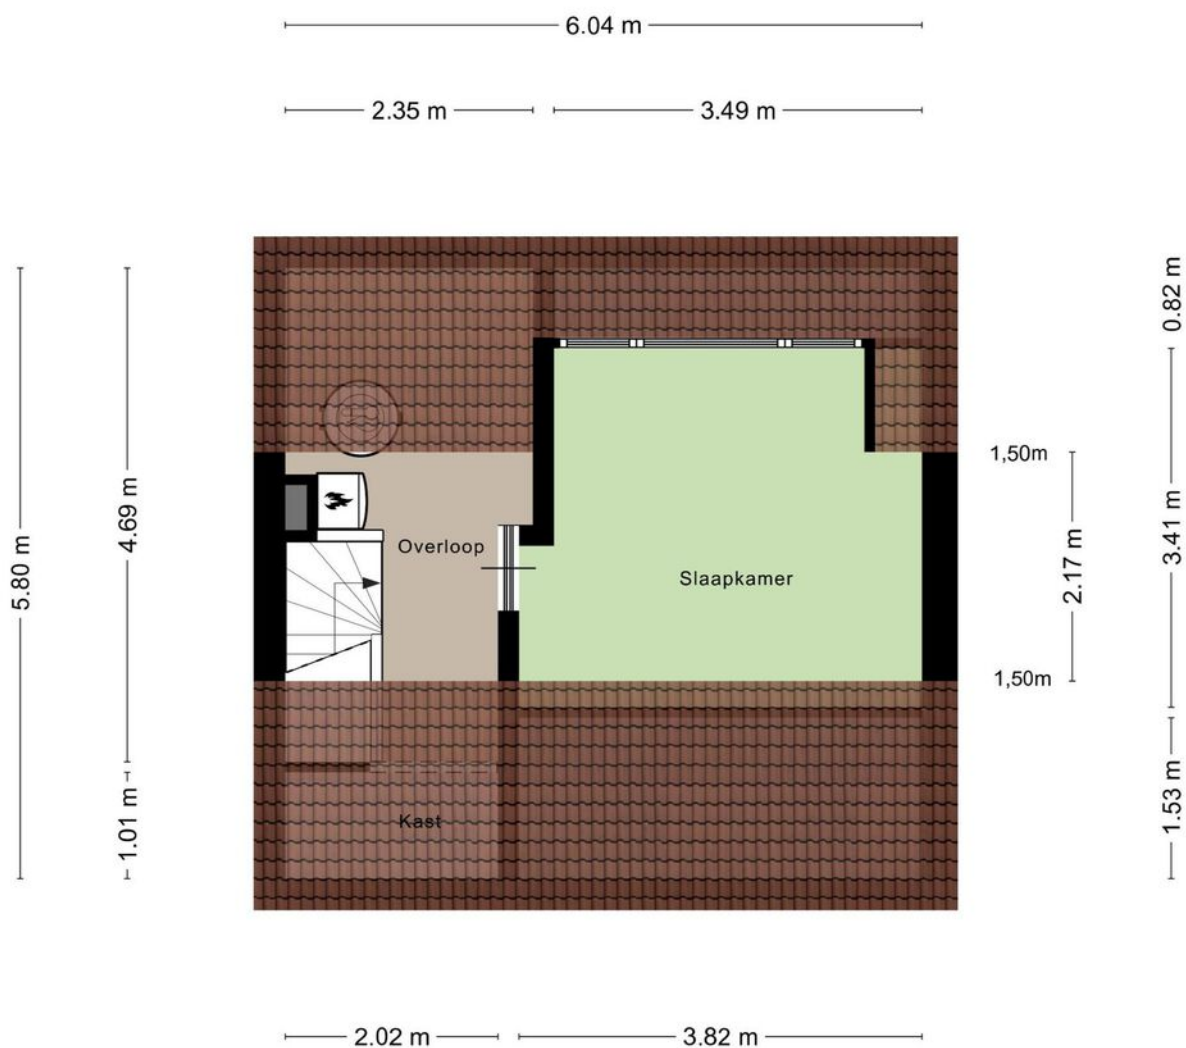 6.04 m
2.35 m
3.49 m
0.82 m
1,50m
4.69 m
3.41 m
Overloop
5.80 m
2.17 m
Slaapkamer
1,50m
1.01 m
1.53 m
Kast
2.02 m
3.82 m